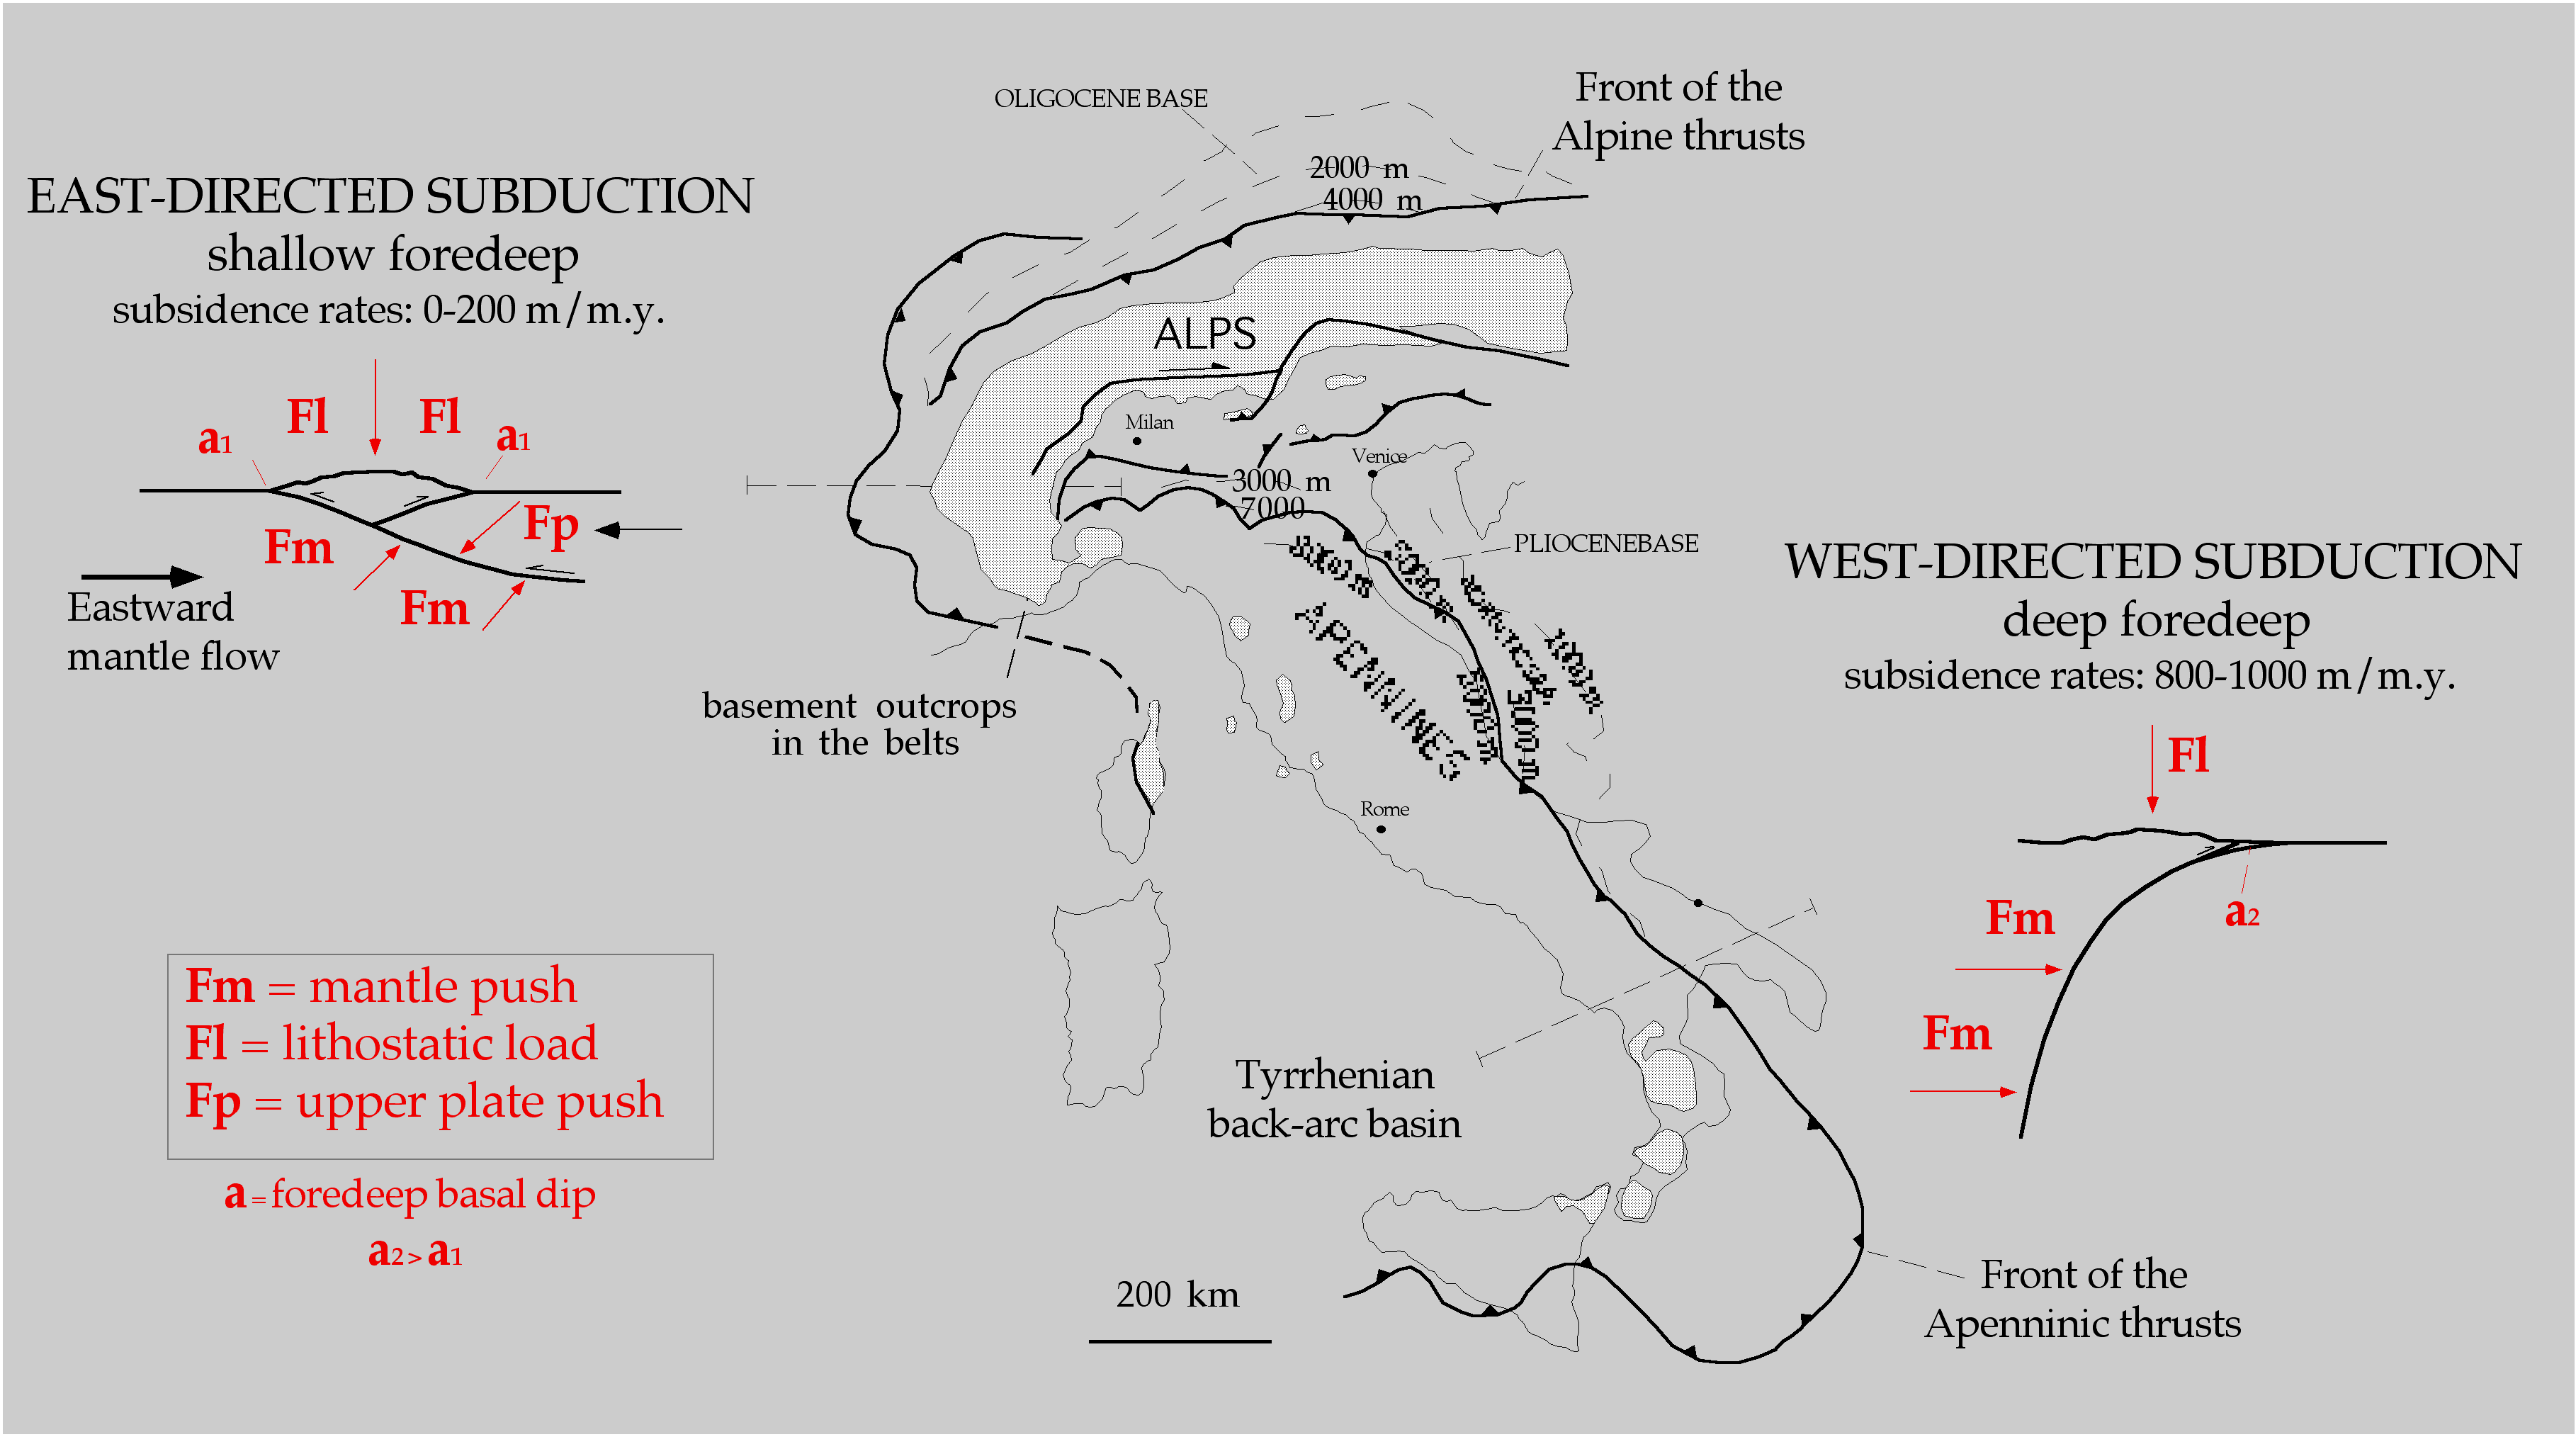 OLIGOCENE BASE
Front of the
Alpine thrusts
2000 m
4000 m
EAST-DIRECTED SUBDUCTION
shallow foredeep
subsidence rates: 0-200 m/m.y.
Fl
Fl
a1
a1
Fm
Fp
Fm
Eastward
mantle flow
ALPS
Milan
Venice
3000 m
7000
PLIOCENEBASE
APENNINES
3000 m
basement outcrops
in the belts
Rome
WEST-DIRECTED SUBDUCTION
deep foredeep
subsidence rates: 800-1000 m/m.y.
Fl
Fm
a2
Fm
Fm = mantle push
Fl = lithostatic load
Fp = upper plate push
a = foredeep basal dip
a2 > a1
Tyrrhenian
back-arc basin
200 km
Front of the
Apenninic thrusts